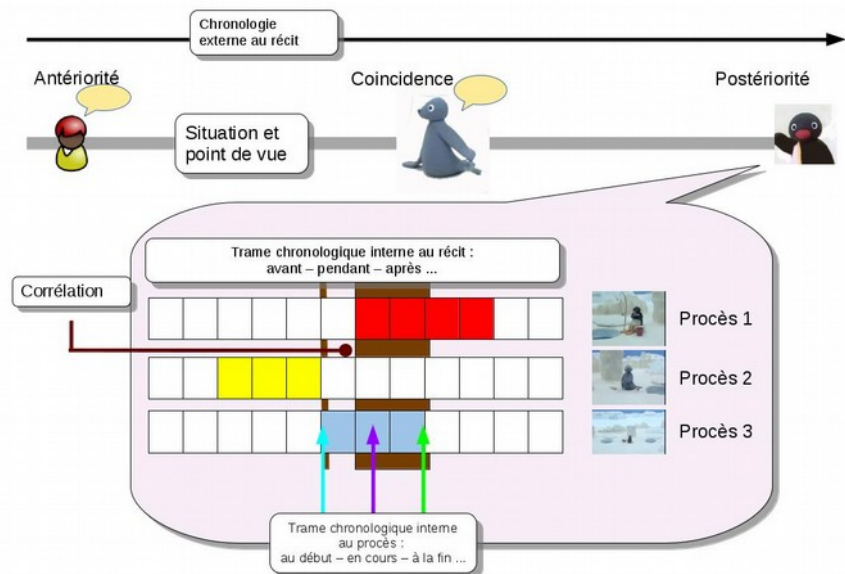 Chronologie
externe au récit
Antériorité
Coincidence
Postériorité
Situation et
point de vue
Trame chronologique interne au récit :
avant – pendant – après ...
Corrélation
Procès 1
Procès 2
Procès 3
Trame chronologique interne
au procès :
au début – en cours – à la fin ...